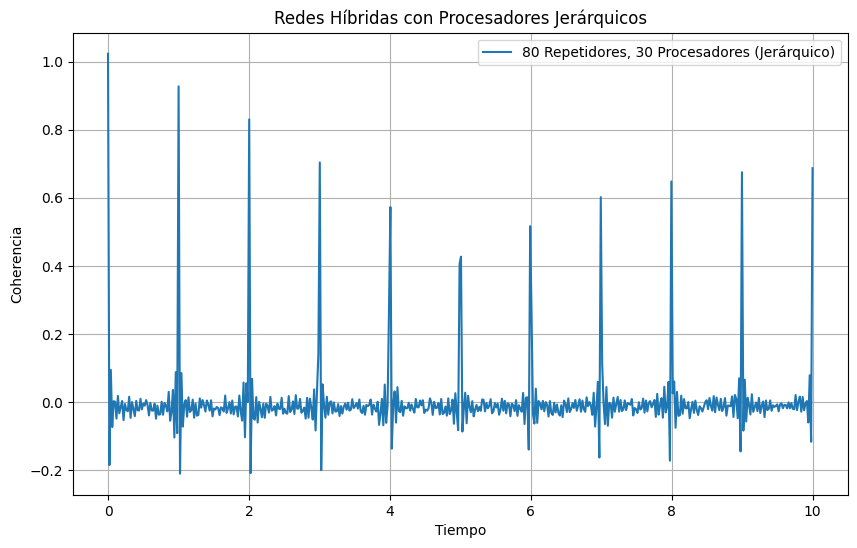 Redes Híbridas con Procesadores Jerárquicos
80 Repetidores, 30 Procesadores (Jerárquico)
1.0
0.8
0.6
0.4
0.2
0.0
−0.2
Coherencia
0 2 4 6 8 10
Tiempo